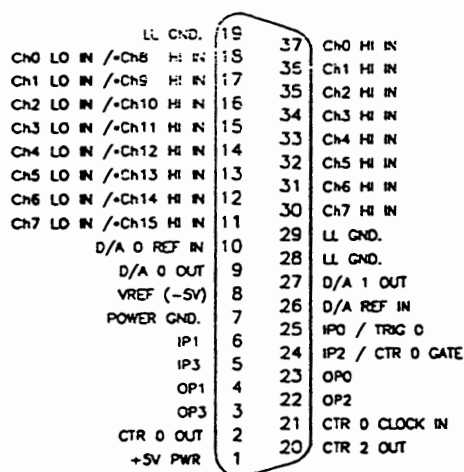 LL GND. 19
Ch0 LO IN /•Ch8 HI IN 18
Ch1 LO IN /•Ch9 HI IN 17
Ch2 LO IN /•Ch10 HI IN 16
Ch3 LO IN /•Ch11 HI IN 15
Ch4 LO IN /•Ch12 HI IN 14
Ch5 LO IN /•Ch13 HI IN 13
Ch6 LO IN /•Ch14 HI IN 12
Ch7 LO IN /•Ch15 HI IN 11
D/A 0 REF IN 10
D/A 0 OUT 9
VREF (-5V) 8
POWER GND. 7
IP1 6
IP3 5
OP1 4
OP3 3
CTR 0 OUT 2
+5V PWR 1
37 Ch0 HI IN
36 Ch1 HI IN
35 Ch2 HI IN
34 Ch3 HI IN
33 Ch4 HI IN
32 Ch5 HI IN
31 Ch6 HI IN
30 Ch7 HI IN
29 LL GND.
28 LL GND.
27 D/A 1 OUT
26 D/A REF IN
25 IP0 / TRIG 0
24 IP2 / CTR 0 GATE
23 OP0
22 OP2
21 CTR 0 CLOCK IN
20 CTR 2 OUT